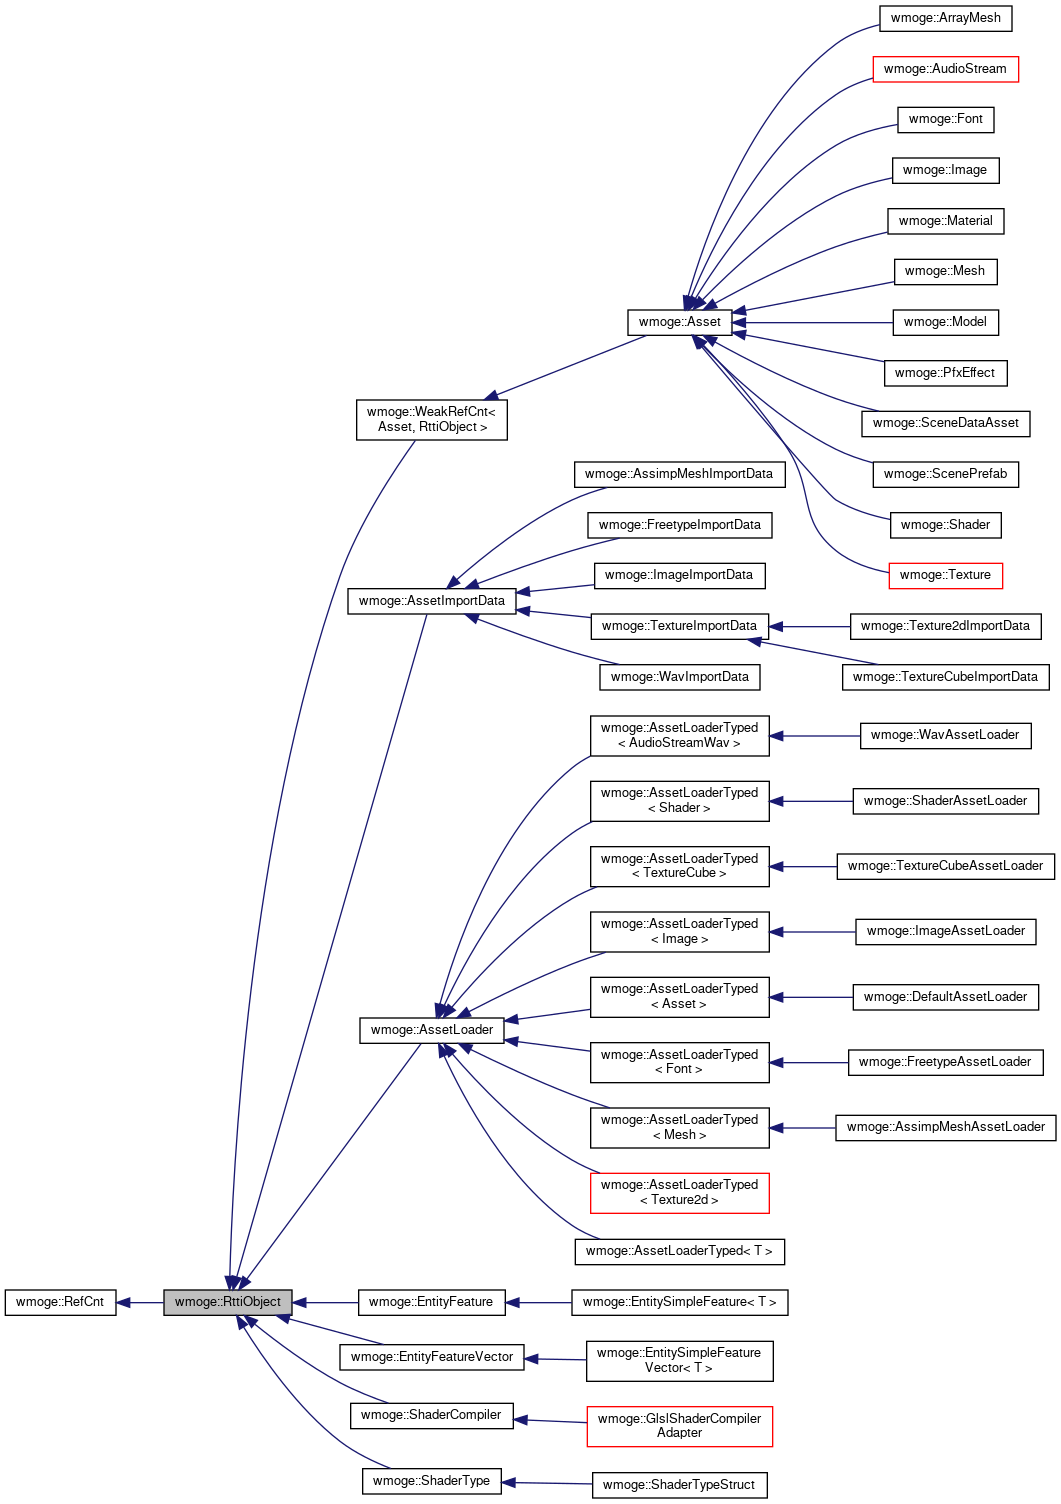 wmoge::ArrayMesh
wmoge::AudioStream
wmoge::Font
wmoge::Image
wmoge::Material
wmoge::Mesh
wmoge::Asset
wmoge::Model
wmoge::PfxEffect
wmoge::WeakRefCnt<
Asset, RttiObject >
wmoge::SceneDataAsset
wmoge::ScenePrefab
wmoge::AssimpMeshImportData
wmoge::Shader
wmoge::FreetypeImportData
wmoge::Texture
wmoge::ImageImportData
wmoge::AssetImportData
wmoge::TextureImportData
wmoge::Texture2dImportData
wmoge::WavImportData
wmoge::TextureCubeImportData
wmoge::AssetLoaderTyped
< AudioStreamWav >
wmoge::WavAssetLoader
wmoge::AssetLoaderTyped
< Shader >
wmoge::ShaderAssetLoader
wmoge::AssetLoaderTyped
< TextureCube >
wmoge::TextureCubeAssetLoader
wmoge::AssetLoaderTyped
< Image >
wmoge::ImageAssetLoader
wmoge::AssetLoaderTyped
< Asset >
wmoge::DefaultAssetLoader
wmoge::AssetLoader
wmoge::AssetLoaderTyped
< Font >
wmoge::FreetypeAssetLoader
wmoge::AssetLoaderTyped
< Mesh >
wmoge::AssimpMeshAssetLoader
wmoge::AssetLoaderTyped
< Texture2d >
wmoge::AssetLoaderTyped< T >
wmoge::RefCnt
wmoge::RttiObject
wmoge::EntityFeature
wmoge::EntitySimpleFeature< T >
wmoge::EntityFeatureVector
wmoge::EntitySimpleFeature
Vector< T >
wmoge::ShaderCompiler
wmoge::GlslShaderCompiler
Adapter
wmoge::ShaderType
wmoge::ShaderTypeStruct